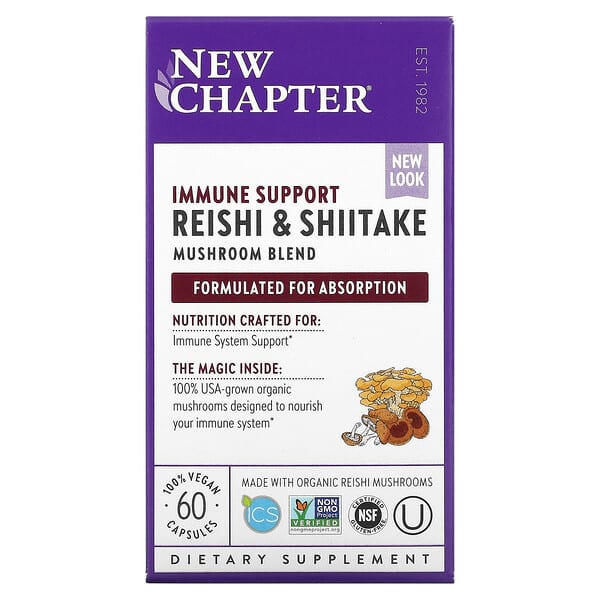 NEW
CHAPTER®
EST. 1982
NEW
LOOK
IMMUNE SUPPORT
REISHI & SHIITAKE
MUSHROOM BLEND
FORMULATED FOR ABSORPTION
NUTRITION CRAFTED FOR:
Immune System Support*
THE MAGIC INSIDE:
100% USA-grown organic
mushrooms designed to nourish
your immune system*
100% VEGAN
60
CAPSULES
MADE WITH ORGANIC REISHI MUSHROOMS
ICS
NON
GMO
Project
VERIFIED
nongmoproject.org
CERTIFIED
NSF
GLUTEN-FREE
U
DIETARY SUPPLEMENT